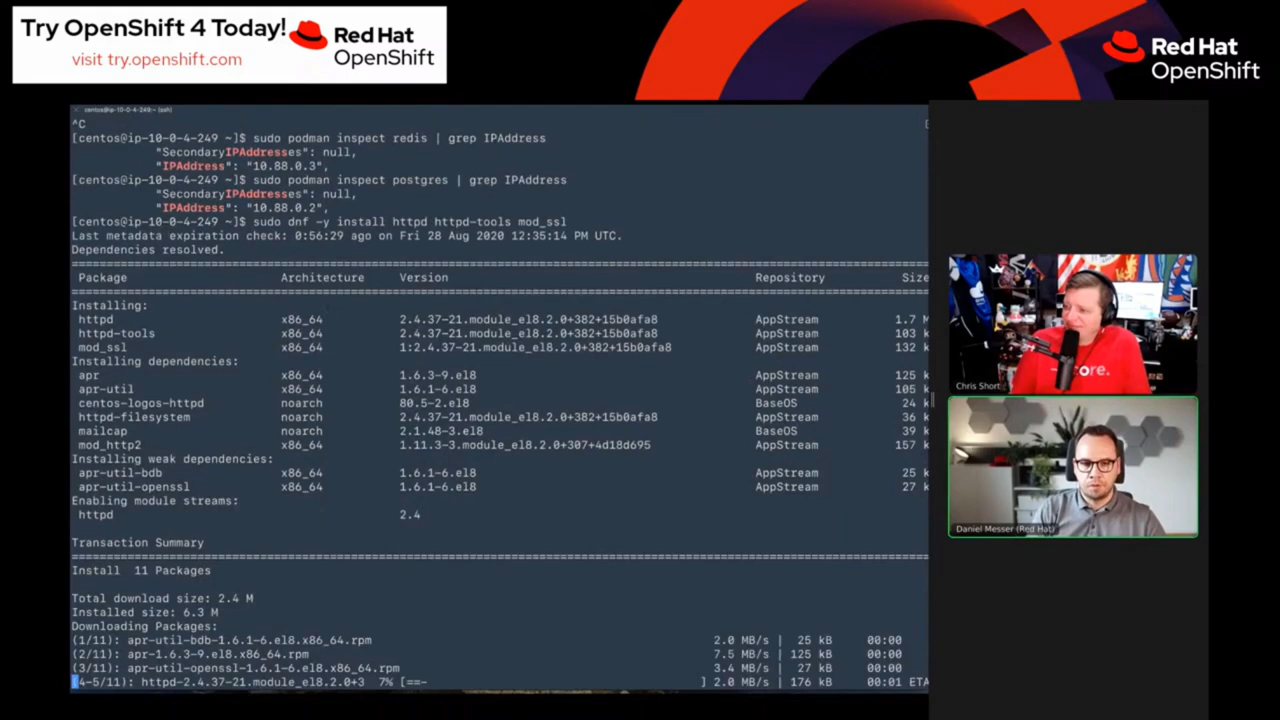 Try OpenShift 4 Today!
visit try.openshift.com
Red Hat
OpenShift
Red Hat
OpenShift
centos@ip-10-0-4-249:~ (ssh)
^C
[centos@ip-10-0-4-249 ~]$ sudo podman inspect redis | grep IPAddress
"SecondaryIPAddresses": null,
"IPAddress": "10.88.0.3",
[centos@ip-10-0-4-249 ~]$ sudo podman inspect postgres | grep IPAddress
"SecondaryIPAddresses": null,
"IPAddress": "10.88.0.2",
[centos@ip-10-0-4-249 ~]$ sudo dnf -y install httpd httpd-tools mod_ssl
Last metadata expiration check: 0:56:29 ago on Fri 28 Aug 2020 12:35:14 PM UTC.
Dependencies resolved.
Package Architecture Version Repository Size
Installing:
httpd x86_64 2.4.37-21.module_el8.2.0+382+15b0afa8 AppStream 1.7 M
httpd-tools x86_64 2.4.37-21.module_el8.2.0+382+15b0afa8 AppStream 103 k
mod_ssl x86_64 1:2.4.37-21.module_el8.2.0+382+15b0afa8 AppStream 132 k
Installing dependencies:
apr x86_64 1.6.3-9.el8 AppStream 125 k
apr-util x86_64 1.6.1-6.el8 AppStream 105 k
centos-logos-httpd noarch 80.5-2.el8 BaseOS 24 k
httpd-filesystem noarch 2.4.37-21.module_el8.2.0+382+15b0afa8 AppStream 36 k
mailcap noarch 2.1.48-3.el8 BaseOS 39 k
mod_http2 x86_64 1.11.3-3.module_el8.2.0+307+4d18d695 AppStream 157 k
Installing weak dependencies:
apr-util-bdb x86_64 1.6.1-6.el8 AppStream 25 k
apr-util-openssl x86_64 1.6.1-6.el8 AppStream 27 k
Enabling module streams:
httpd 2.4
Transaction Summary
Install 11 Packages
Total download size: 2.4 M
Installed size: 6.3 M
Downloading Packages:
(1/11): apr-util-bdb-1.6.1-6.el8.x86_64.rpm 2.0 MB/s | 25 kB 00:00
(2/11): apr-1.6.3-9.el8.x86_64.rpm 7.5 MB/s | 125 kB 00:00
(3/11): apr-util-openssl-1.6.1-6.el8.x86_64.rpm 3.4 MB/s | 27 kB 00:00
(4-5/11): httpd-2.4.37-21.module_el8.2.0+3 7% [==- ] 2.0 MB/s | 176 kB 00:01 ETA
core.
Chris Short
Daniel Messer (Red Hat)